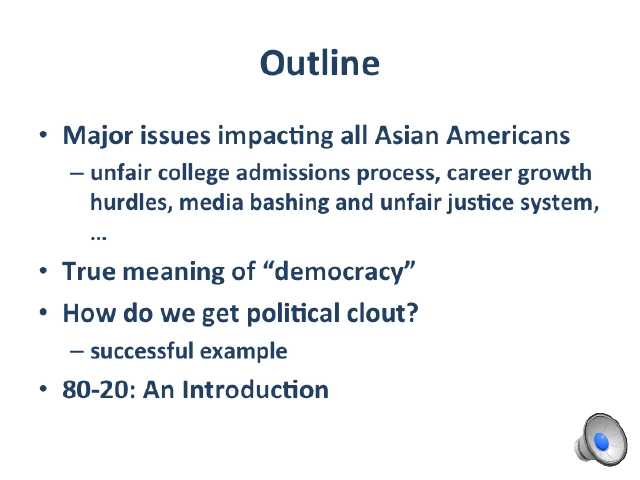 Outline
• Major issues impacting all Asian Americans
– unfair college admissions process, career growth
hurdles, media bashing and unfair justice system,
...
• True meaning of “democracy”
• How do we get political clout?
– successful example
• 80-20: An Introduction